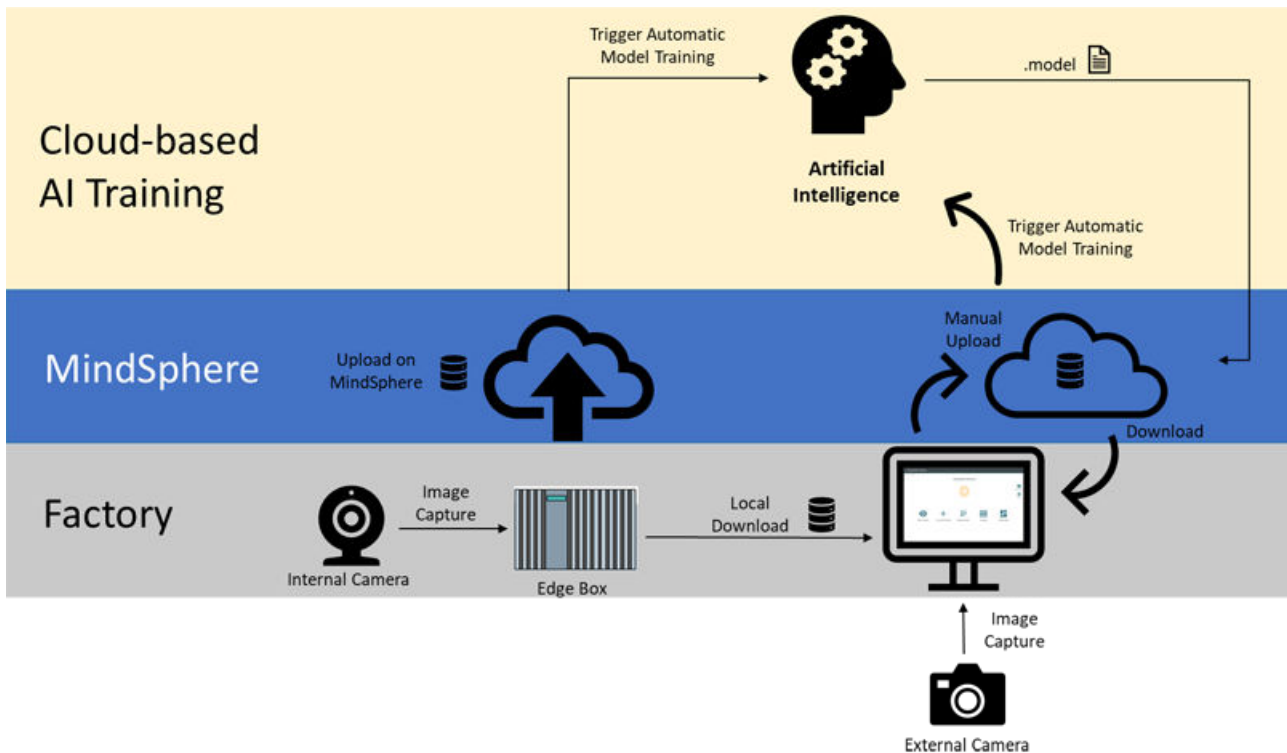 Trigger Automatic
Model Training
.model
Cloud-based
AI Training
Artificial
Intelligence
Trigger Automatic
Model Training
MindSphere
Upload on
MindSphere
Manual
Upload
Download
Factory
Image
Capture
Local
Download
Internal Camera
Edge Box
Image
Capture
External Camera